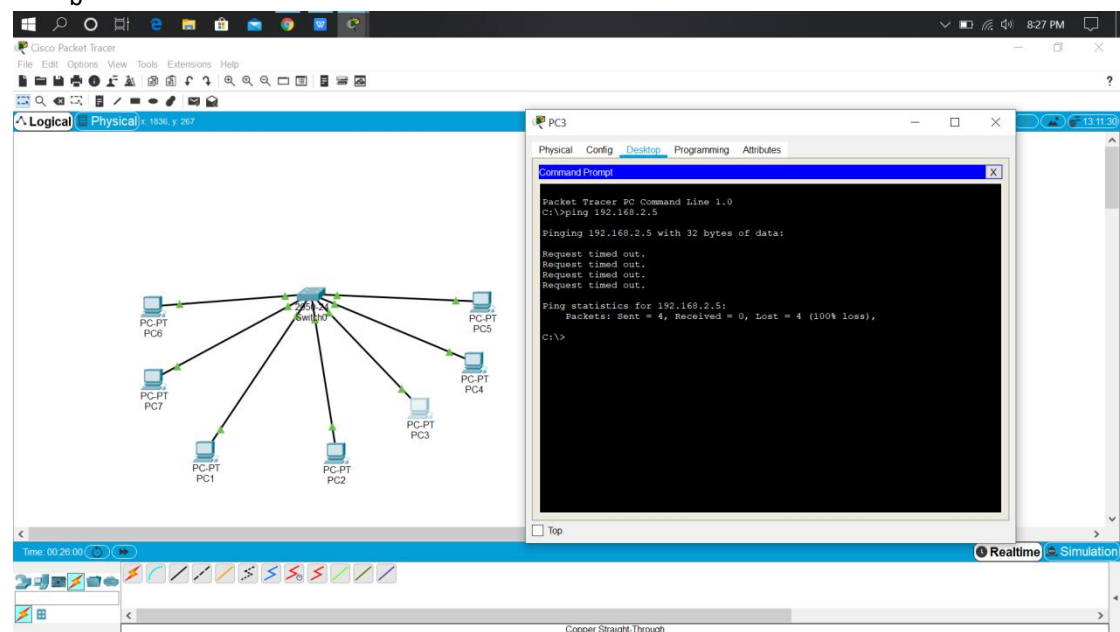 b
8:27 PM
Cisco Packet Tracer
File Edit Options View Tools Extensions Help
?
Logical Physical x: 1836, y: 267
13:11:30
PC3
Physical Config Desktop Programming Attributes
Command Prompt X
Packet Tracer PC Command Line 1.0
C:\>ping 192.168.2.5
Pinging 192.168.2.5 with 32 bytes of data:
Request timed out.
Request timed out.
Request timed out.
Request timed out.
Ping statistics for 192.168.2.5:
Packets: Sent = 4, Received = 0, Lost = 4 (100% loss),
C:\>
Top
2950-24
Switch0
PC-PT
PC6
PC-PT
PC5
PC-PT
PC7
PC-PT
PC4
PC-PT
PC3
PC-PT
PC1
PC-PT
PC2
Time: 00:26:00
Realtime Simulation
Copper Straight-Through